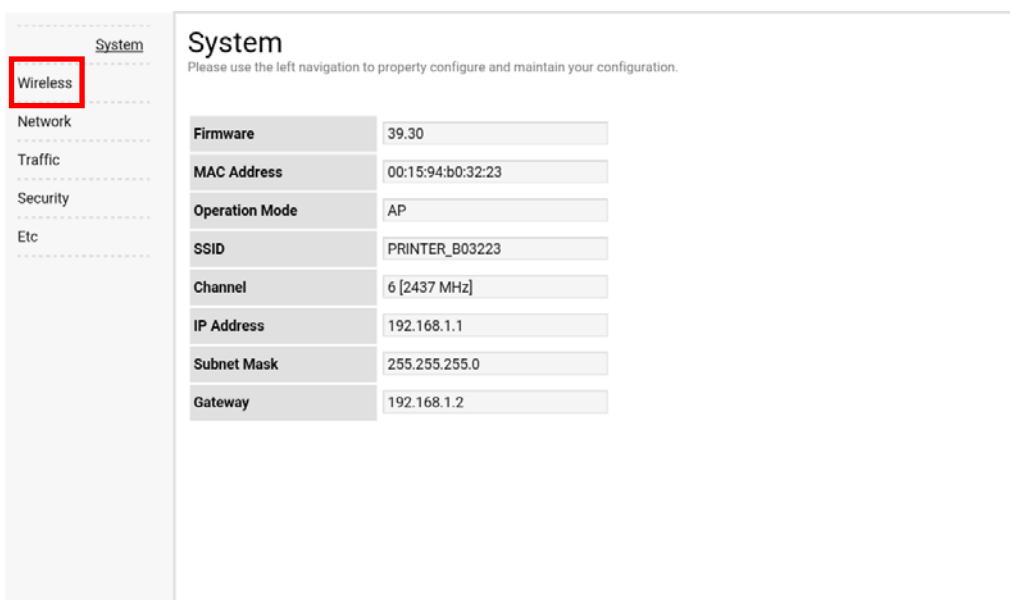 System
Wireless
Network
Traffic
Security
Etc
System
Please use the left navigation to property configure and maintain your configuration.
Firmware 39.30
MAC Address 00:15:94:b0:32:23
Operation Mode AP
SSID PRINTER_B03223
Channel 6 [2437 MHz]
IP Address 192.168.1.1
Subnet Mask 255.255.255.0
Gateway 192.168.1.2